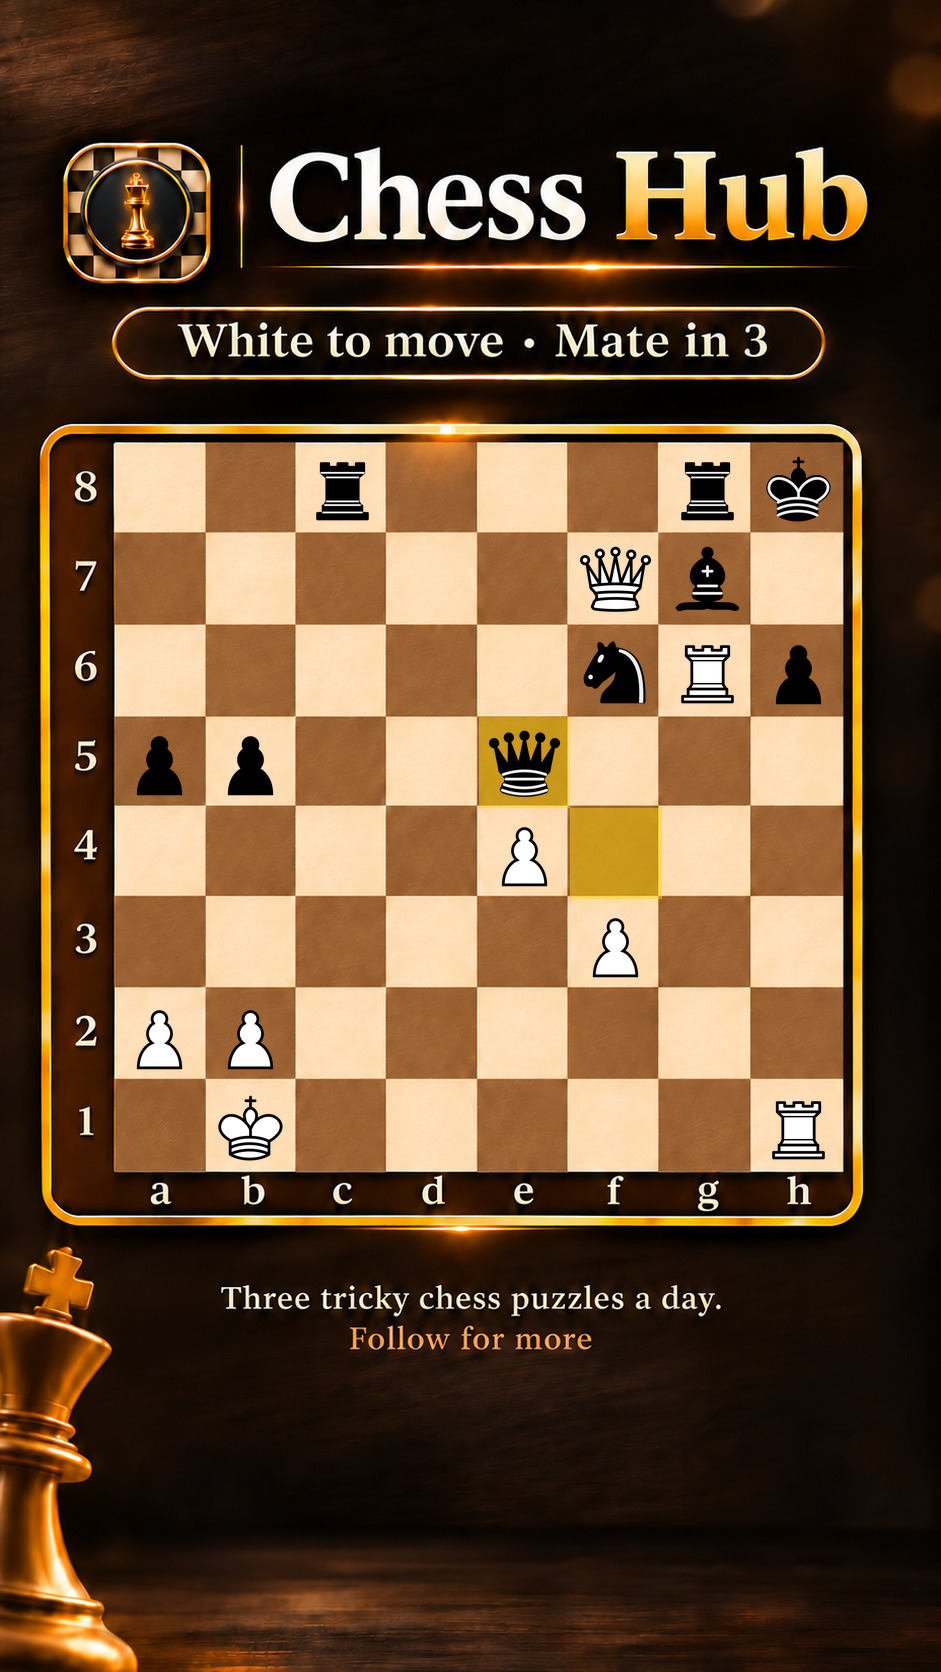 Chess Hub
White to move • Mate in 3
8
7
6
5
4
3
2
1
a b c d e f g h
Three tricky chess puzzles a day.
Follow for more